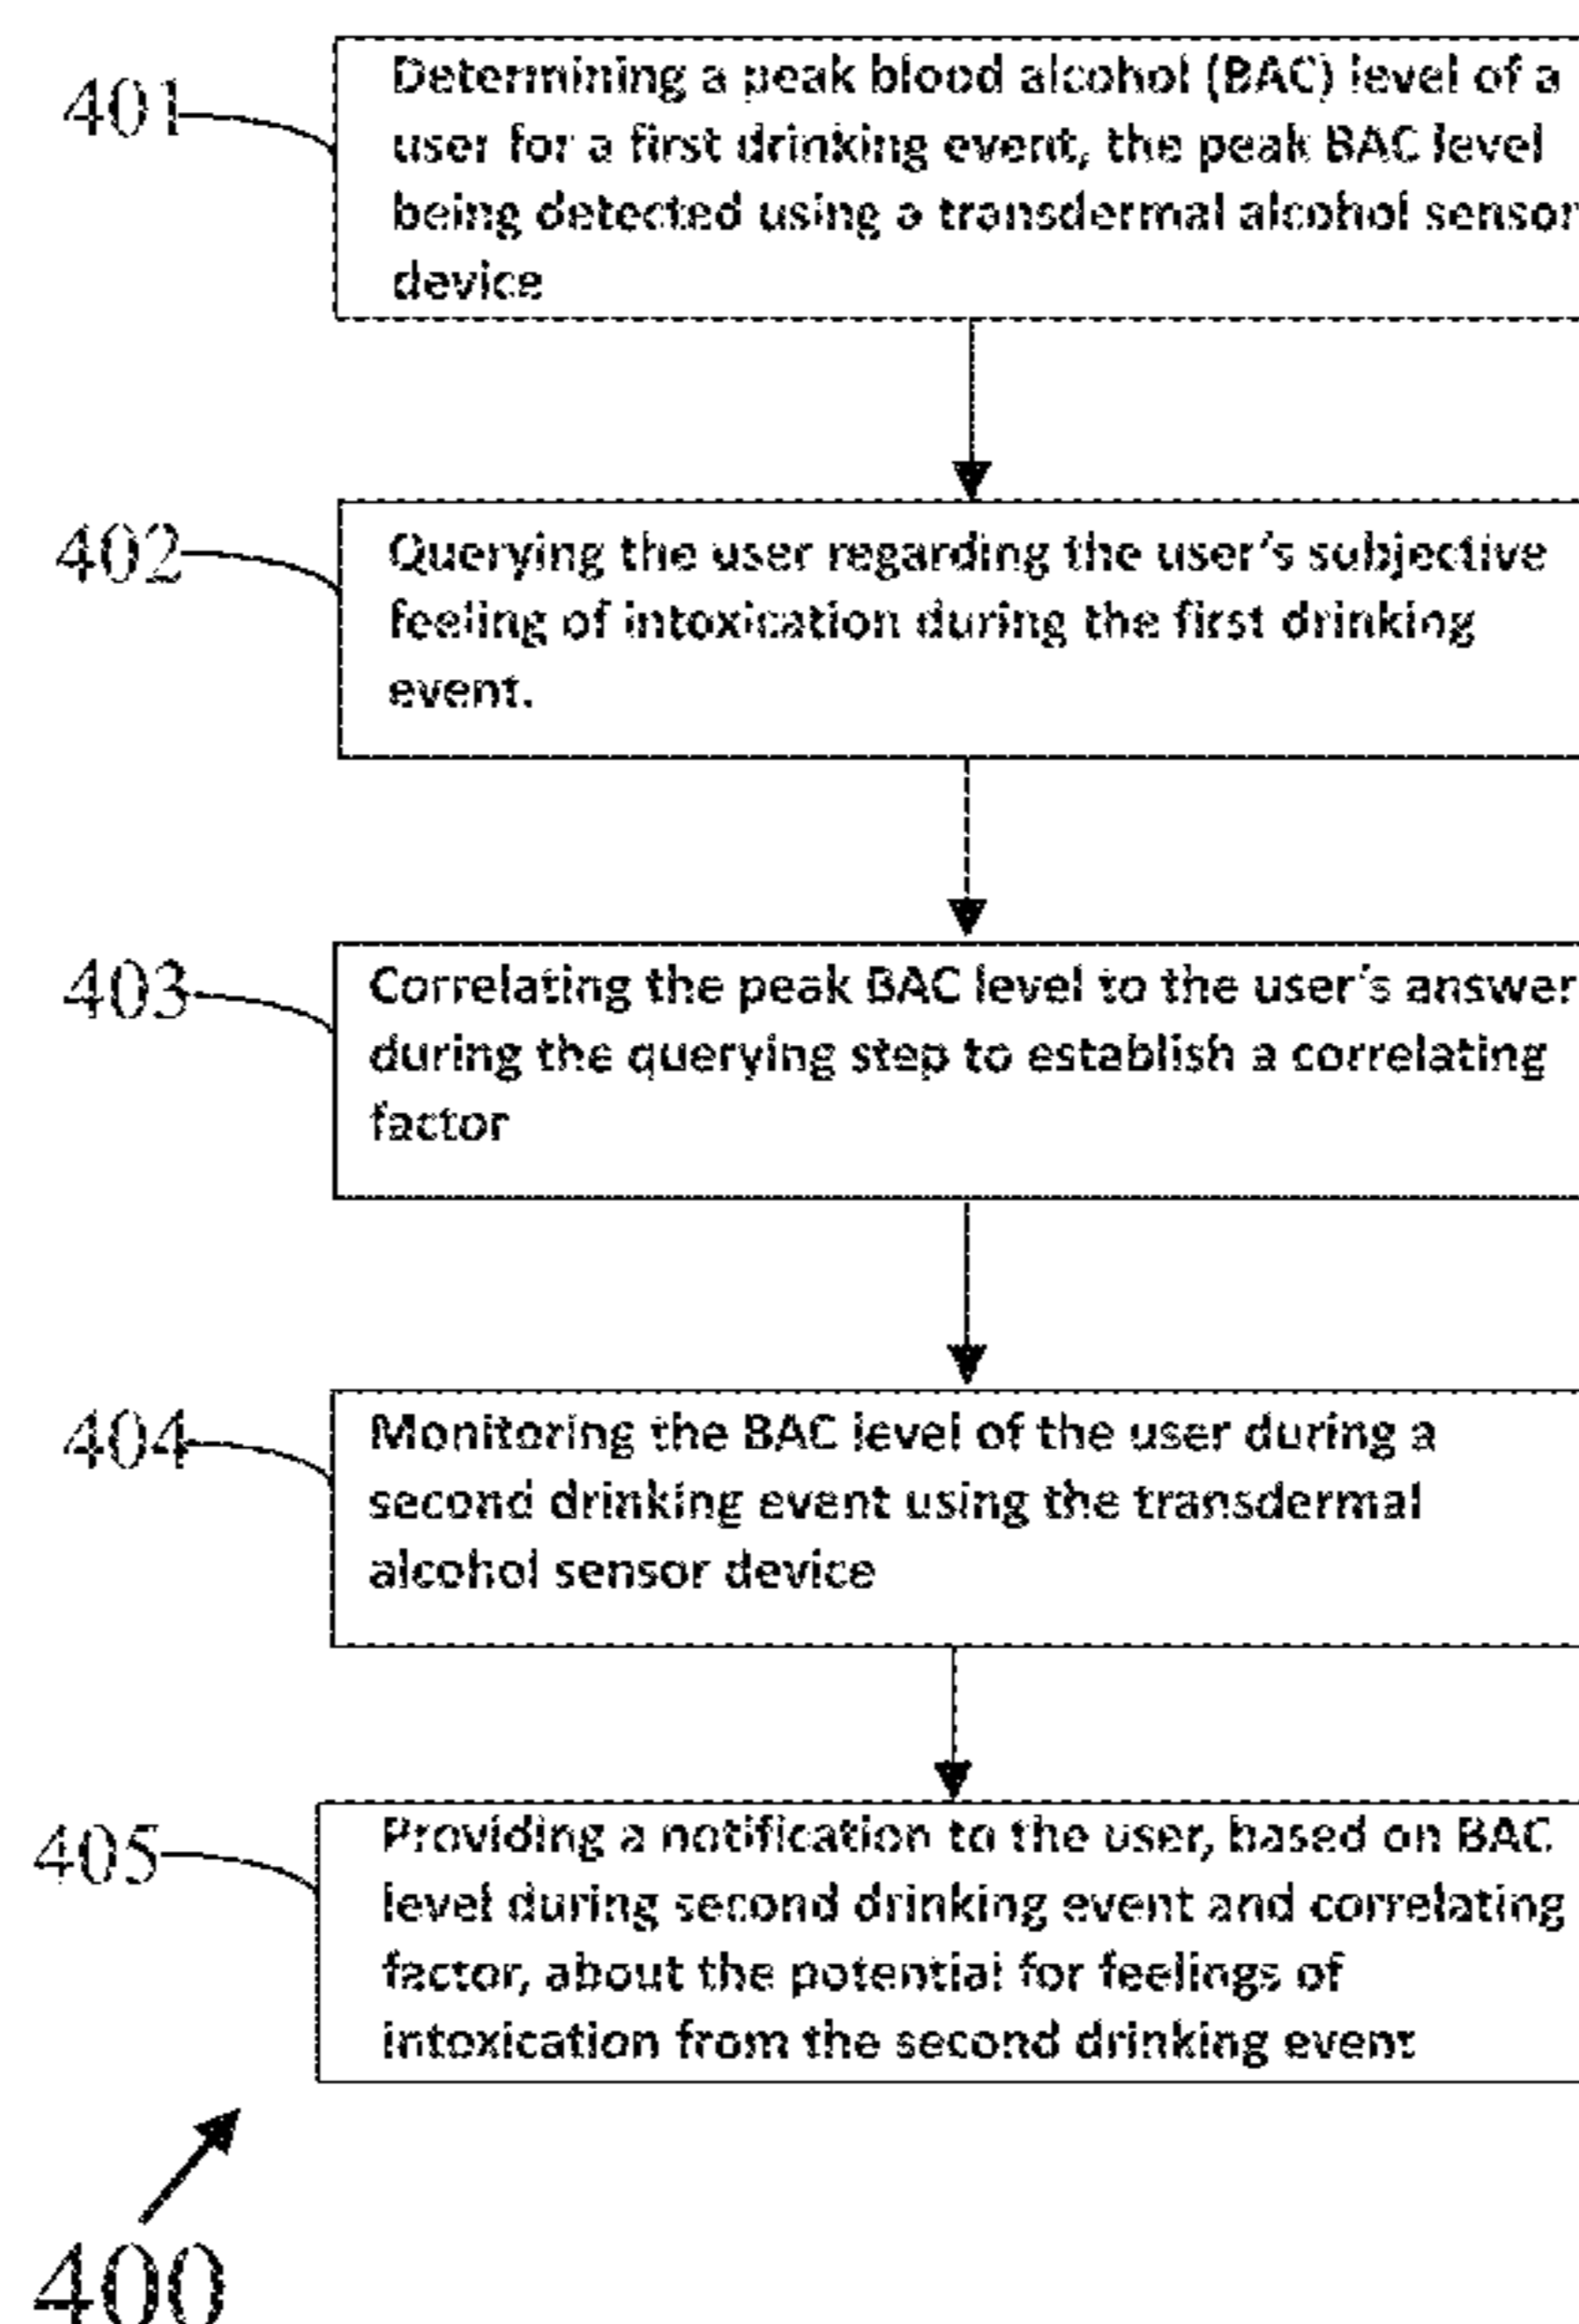 401
Determining a peak blood alcohol (BAC) level of a
user for a first drinking event, the peak BAC level
being detected using a transdermal alcohol sensor
device
402
Querying the user regarding the user's subjective
feeling of intoxication during the first drinking
event.
403
Correlating the peak BAC level to the user's answer
during the querying step to establish a correlating
factor
404
Monitoring the BAC level of the user during a
second drinking event using the transdermal
alcohol sensor device
405
Providing a notification to the user, based on BAC
level during second drinking event and correlating
factor, about the potential for feelings of
intoxication from the second drinking event
400